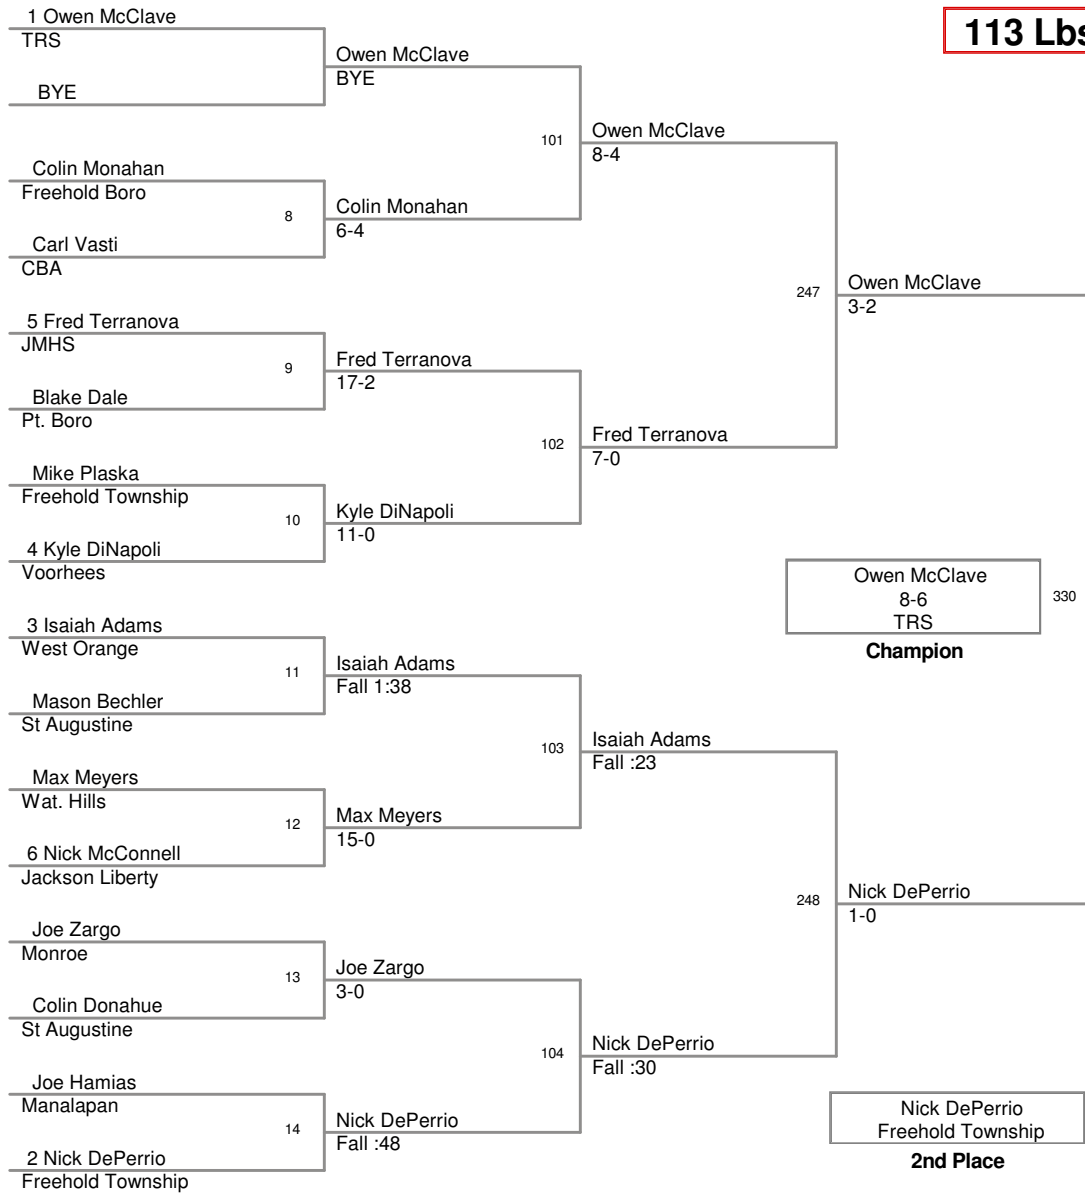 1 Owen McClave
TRS
113 Lbs
Owen McClave
BYE
BYE
101
Owen McClave
8-4
Colin Monahan
Freehold Boro
8
Colin Monahan
6-4
Carl Vasti
CBA
247
Owen McClave
3-2
5 Fred Terranova
JMHS
9
Fred Terranova
17-2
Blake Dale
Pt. Boro
102
Fred Terranova
7-0
Mike Plaska
Freehold Township
10
Kyle DiNapoli
11-0
4 Kyle DiNapoli
Voorhees
Owen McClave
8-6
TRS
330
Champion
3 Isaiah Adams
West Orange
11
Isaiah Adams
Fall 1:38
Mason Bechler
St Augustine
103
Isaiah Adams
Fall :23
Max Meyers
Wat. Hills
12
Max Meyers
15-0
6 Nick McConnell
Jackson Liberty
248
Nick DePerrio
1-0
Joe Zargo
Monroe
13
Joe Zargo
3-0
Colin Donahue
St Augustine
104
Nick DePerrio
Fall :30
Joe Hamias
Manalapan
14
Nick DePerrio
Fall :48
2 Nick DePerrio
Freehold Township
Nick DePerrio
Freehold Township
2nd Place